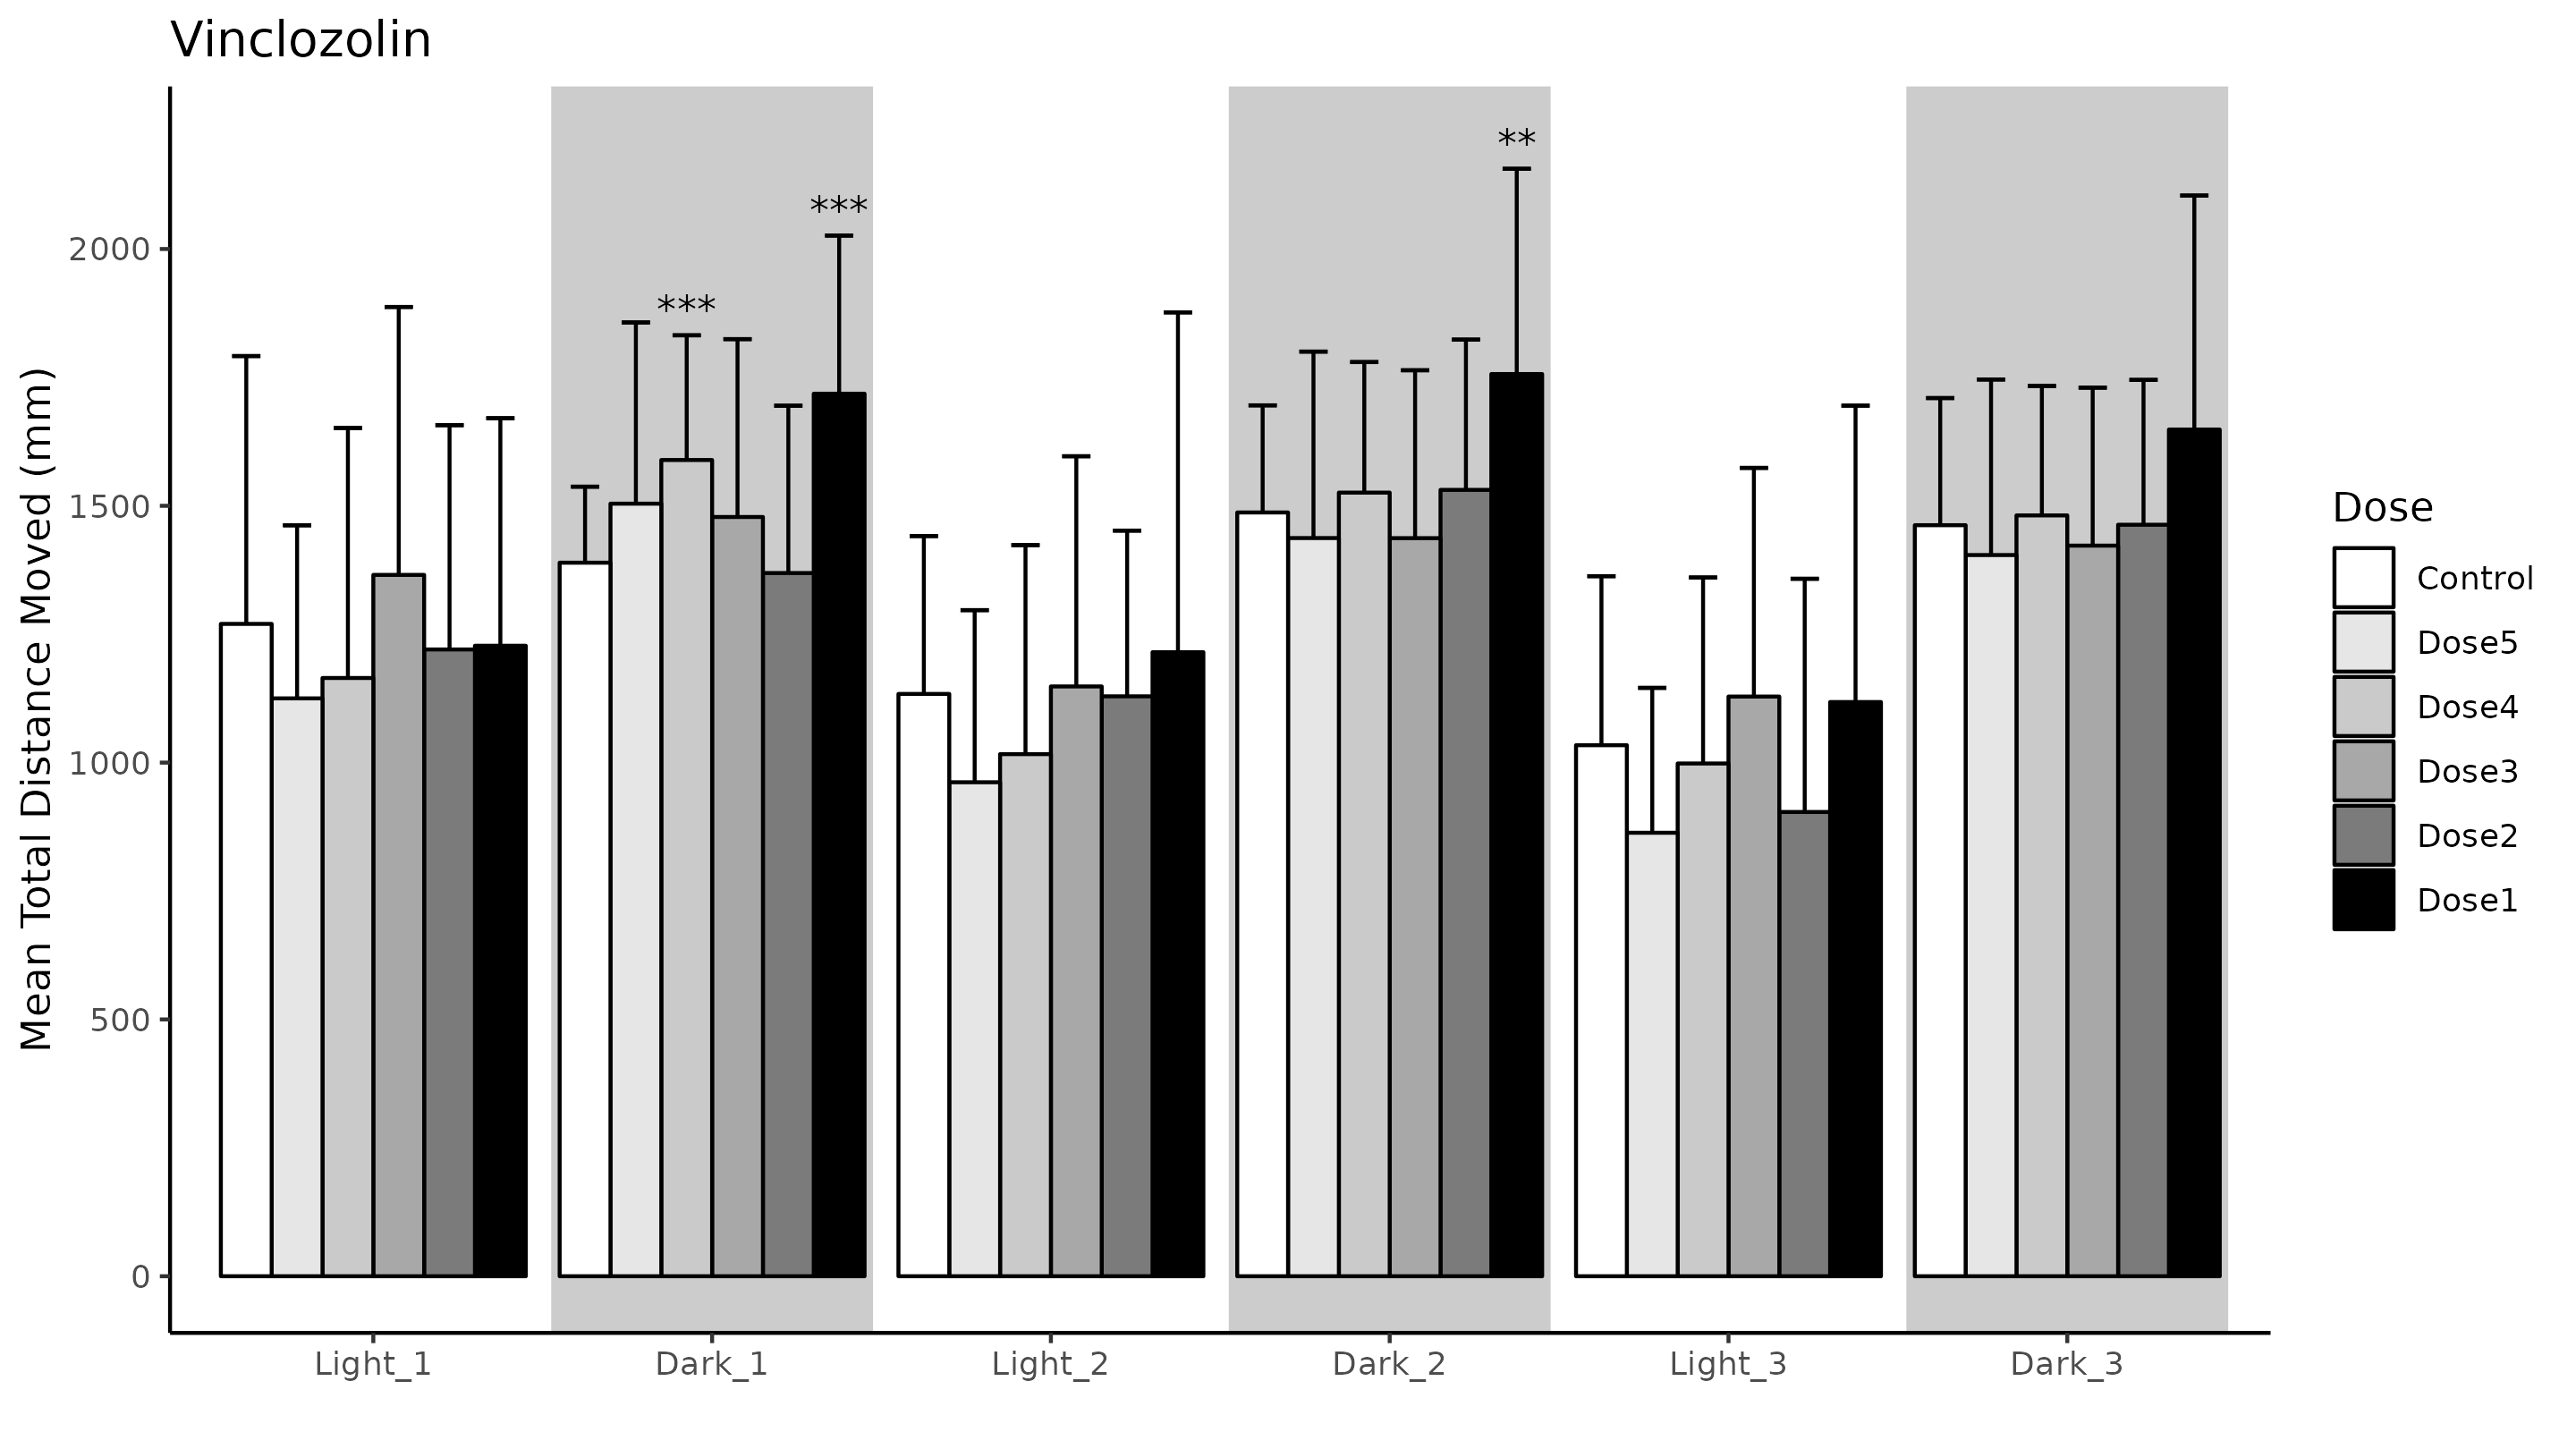 Vinclozolin
Mean Total Distance Moved (mm)
2000
1500
1000
500
0
***
***
**
Light_1
Dark_1
Light_2
Dark_2
Light_3
Dark_3
Dose
Control
Dose5
Dose4
Dose3
Dose2
Dose1